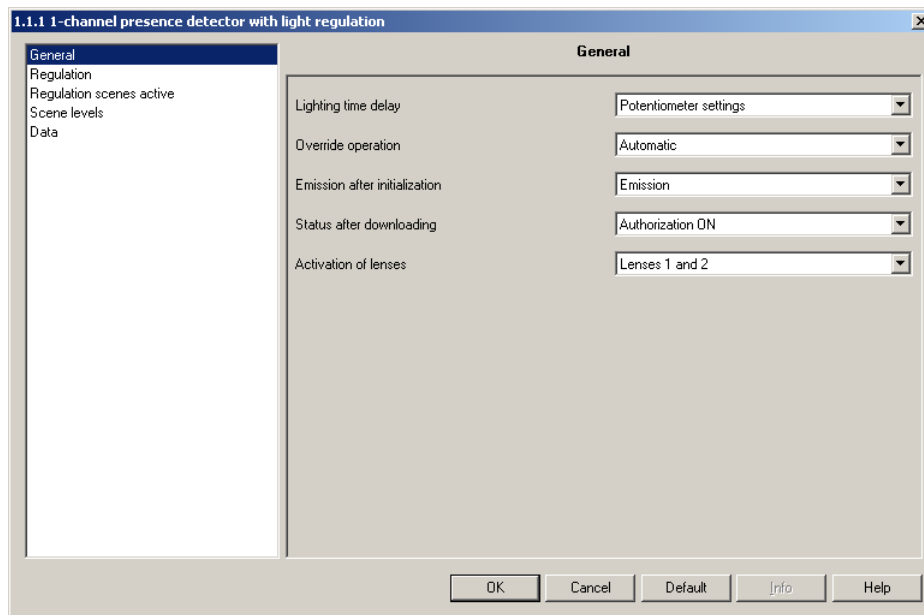 1.1.1 1-channel presence detector with light regulation
General
Regulation
Regulation scenes active
Scene levels
Data
General
Lighting time delay Potentiometer settings
Override operation Automatic
Emission after initialization Emission
Status after downloading Authorization ON
Activation of lenses Lenses 1 and 2
OK Cancel Default Info Help